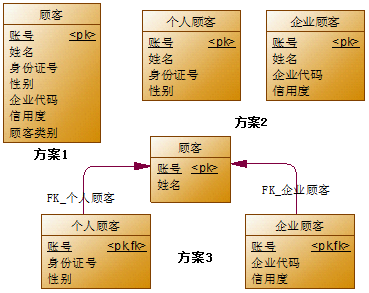 顾客
账号 <pk>
姓名
身份证号
性别
企业代码
信用度
顾客类别
方案1
个人顾客
账号 <pk>
姓名
身份证号
性别
企业顾客
账号 <pk>
姓名
企业代码
信用度
方案2
顾客
账号 <pk>
姓名
FK_个人顾客
FK_企业顾客
个人顾客
账号 <pk,fk>
身份证号
性别
方案3
企业顾客
账号 <pk,fk>
企业代码
信用度